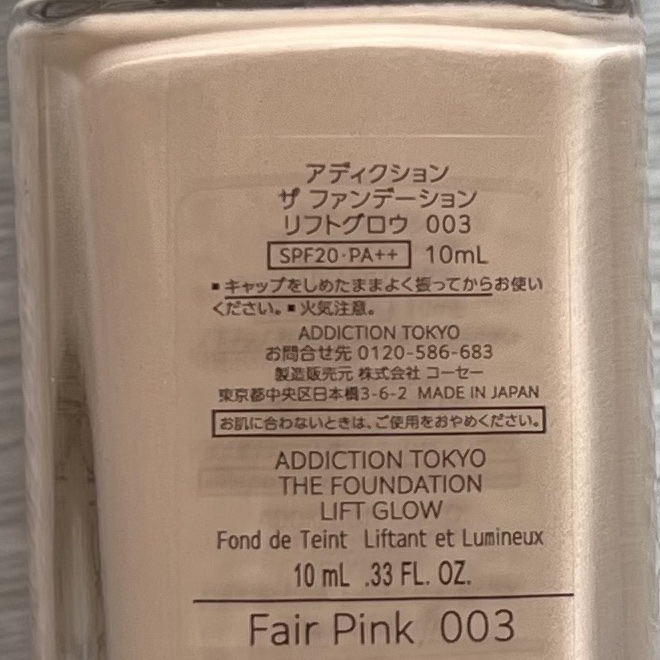 アディクション
ザ ファンデーション
リフトグロウ 003
SPF20·PA++ 10mL
▪キャップをしめたままよく振ってからお使い
ください。▪火気注意。
ADDICTION TOKYO
お問合せ先 0120-586-683
製造販売元 株式会社 コーセー
東京都中央区日本橋3-6-2 MADE IN JAPAN
お肌に合わないときは、ご使用をおやめください。
ADDICTION TOKYO
THE FOUNDATION
LIFT GLOW
Fond de Teint Liftant et Lumineux
10 mL .33 FL. OZ.
Fair Pink 003